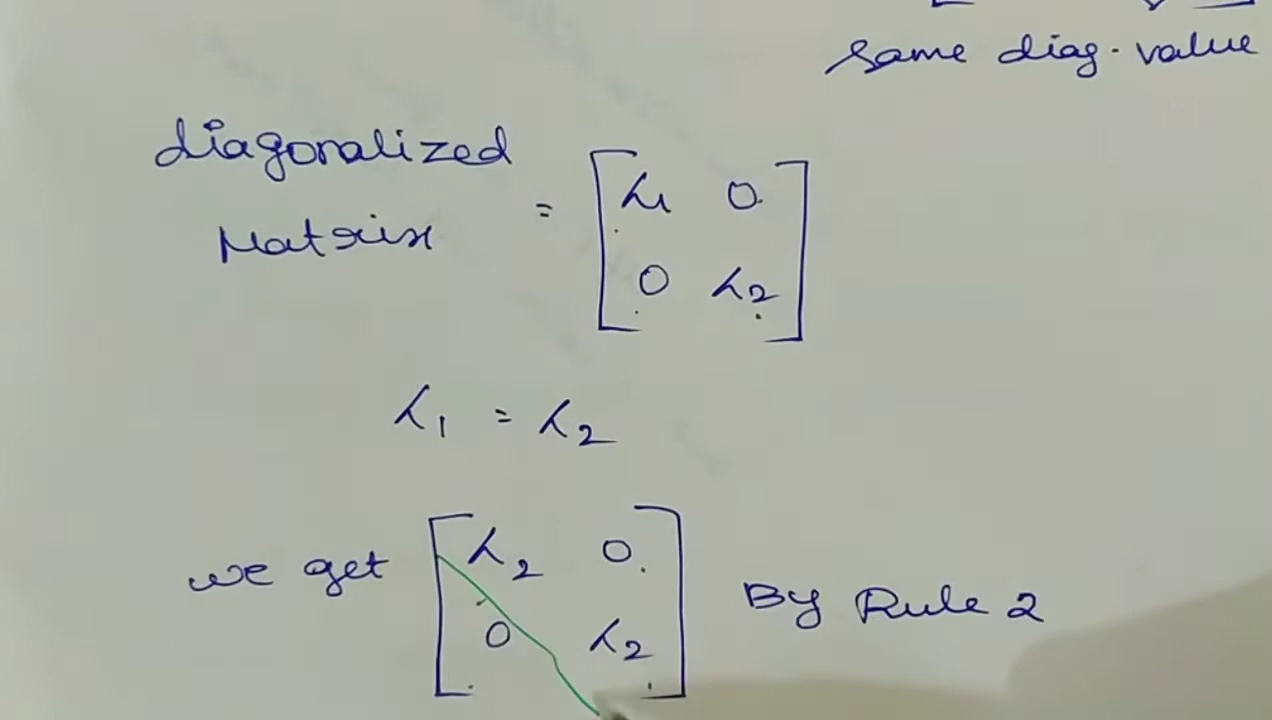 same diag. value
diagonalized
Matrix = [ λ1 0
0 λ2 ]
λ1 = λ2
we get [ λ2 0
0 λ2 ] By Rule 2